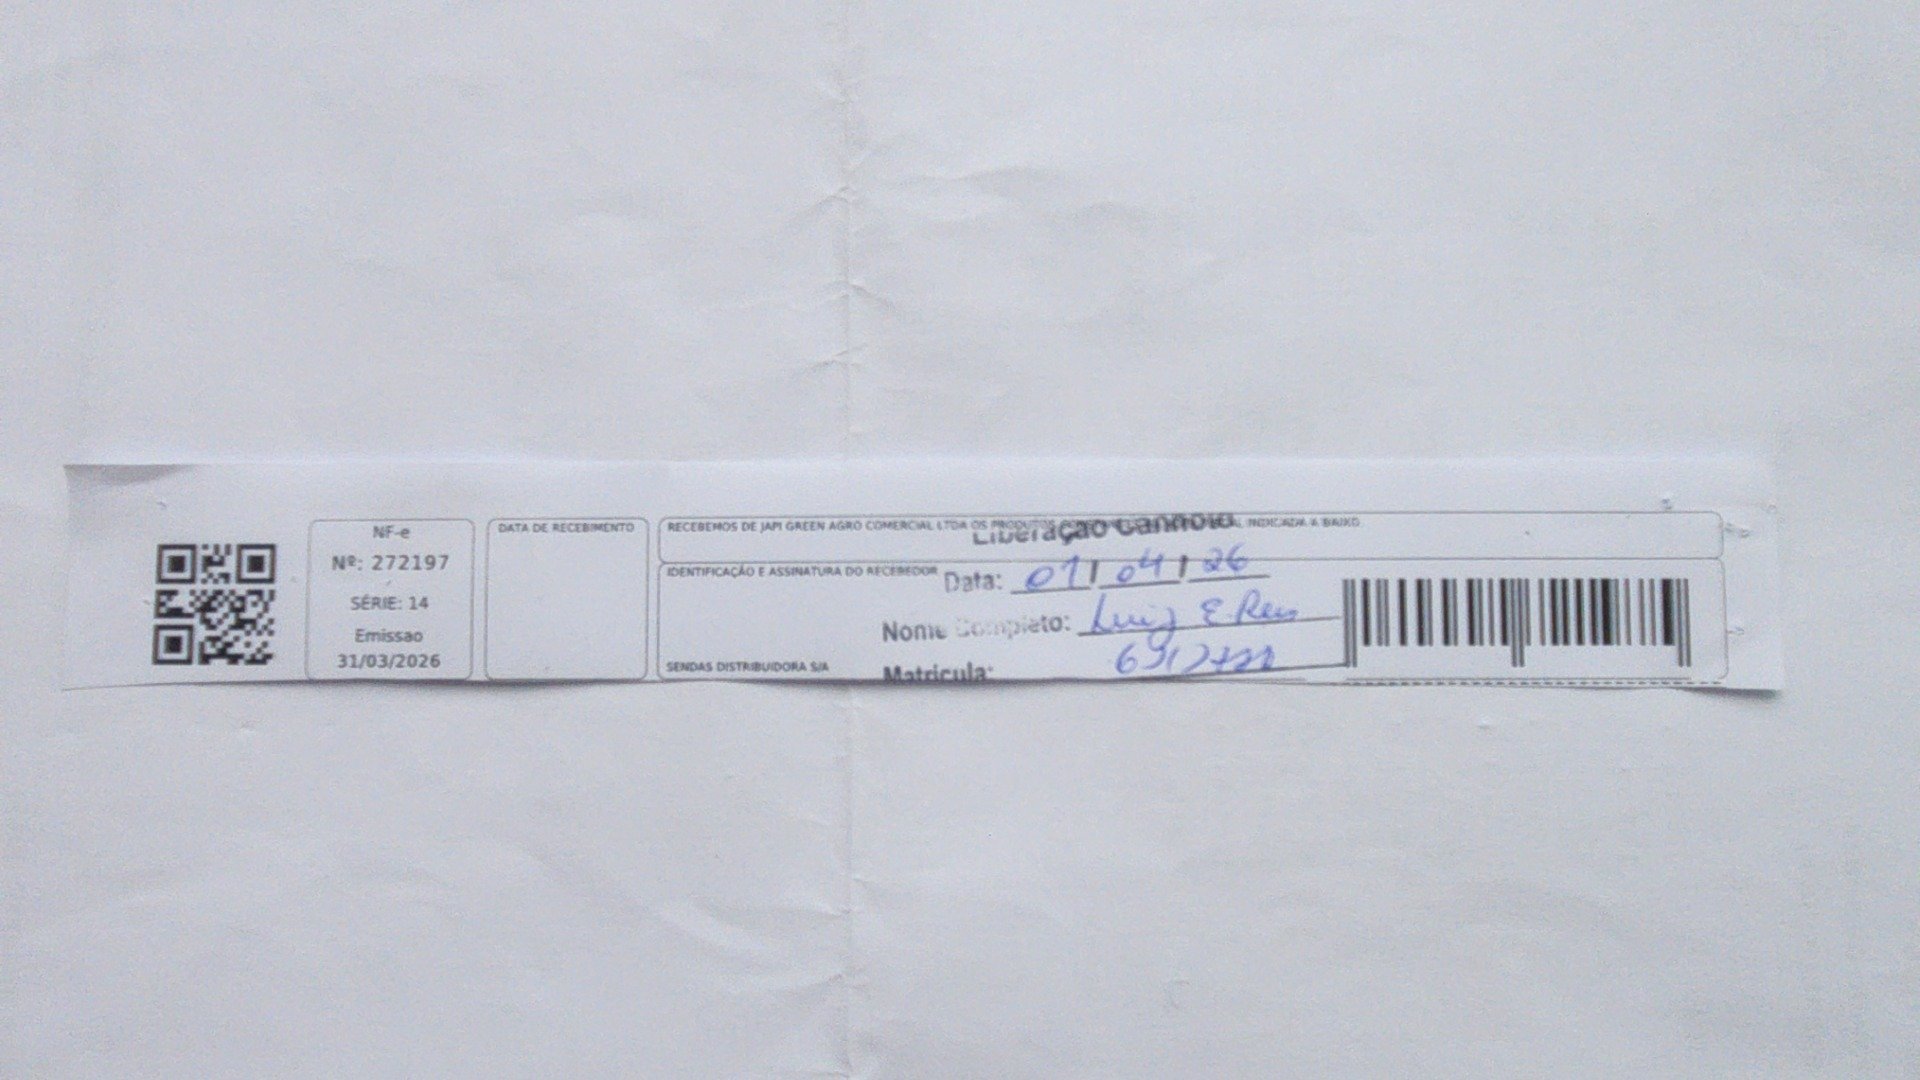 NF-e
Nº: 272197
SÉRIE: 14
Emissao
31/03/2026
DATA DE RECEBIMENTO
RECEBEMOS DE JAPI GREEN AGRO COMERCIAL LTDA OS PRODUTOS INDICADA A BAIXO
Liberação Canhoto
IDENTIFICAÇÃO E ASSINATURA DO RECEBEDOR
Data: 01/04/26
Nome Completo: Luiz E. Reis
SENDAS DISTRIBUIDORA S/A
Matricula: